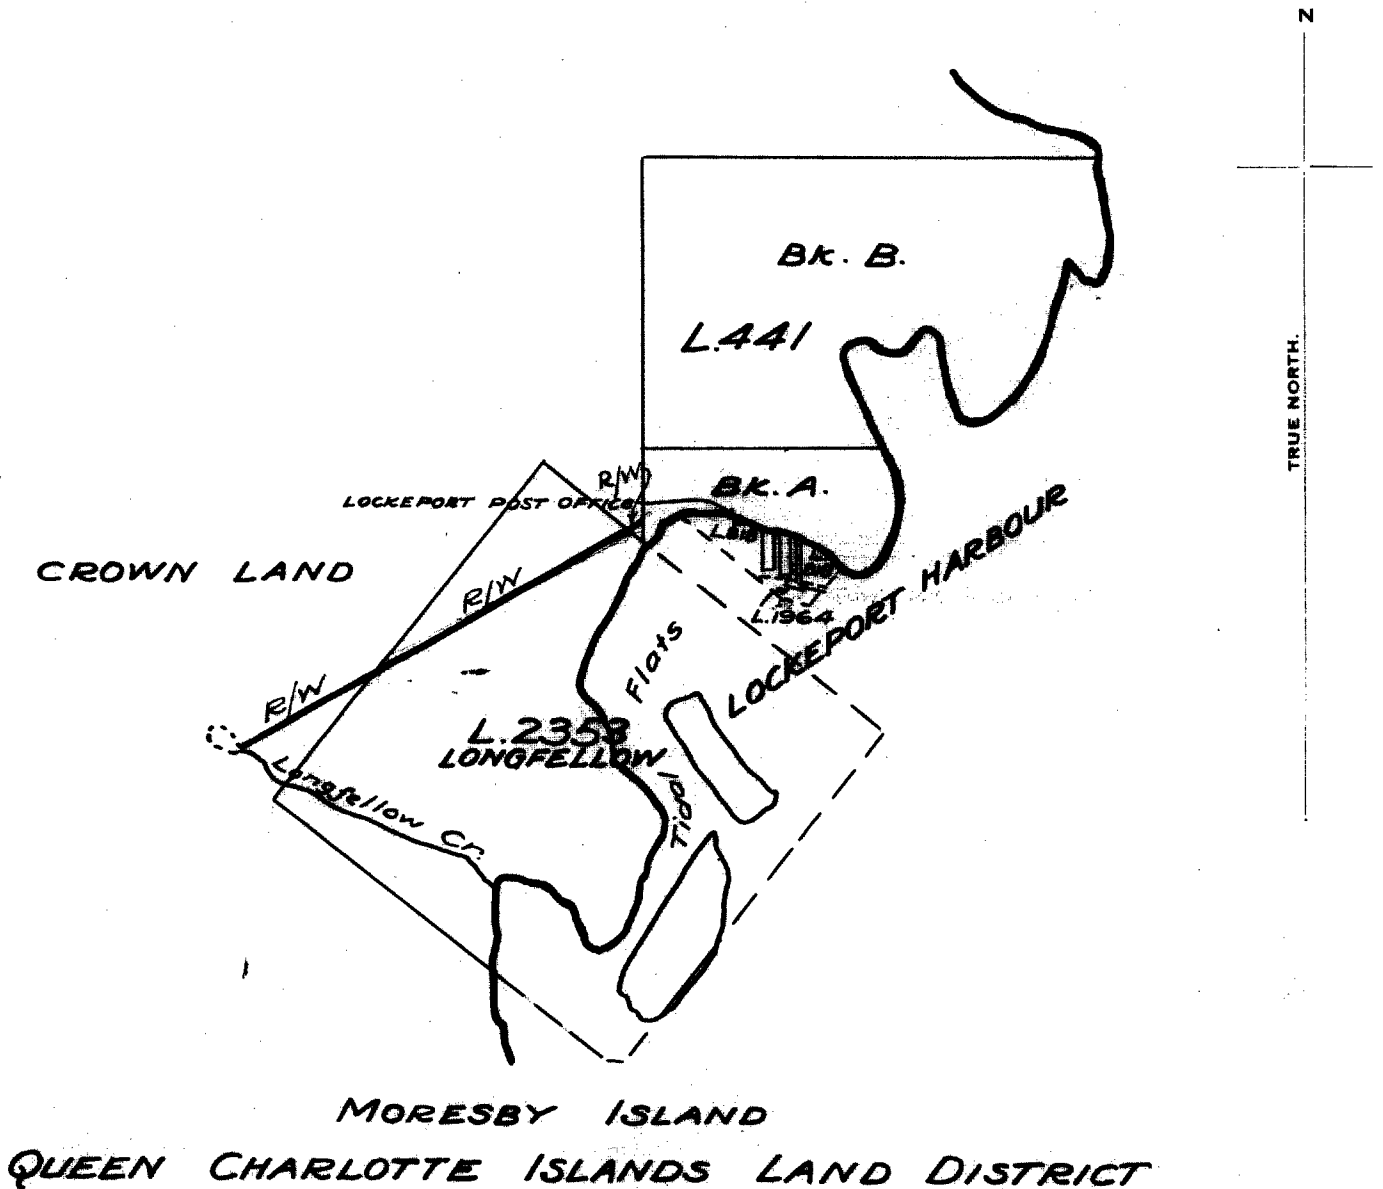 N
TRUE NORTH.
BK. B.
L.441
R/W
BK. A.
LOCKEPORT POST OFFICE
CROWN LAND
R/W
LOCKEPORT HARBOUR
L.1964
Tidal Flats
R/W
L.2353
LONGFELLOW
Longfellow Cr.
MORESBY ISLAND
QUEEN CHARLOTTE ISLANDS LAND DISTRICT